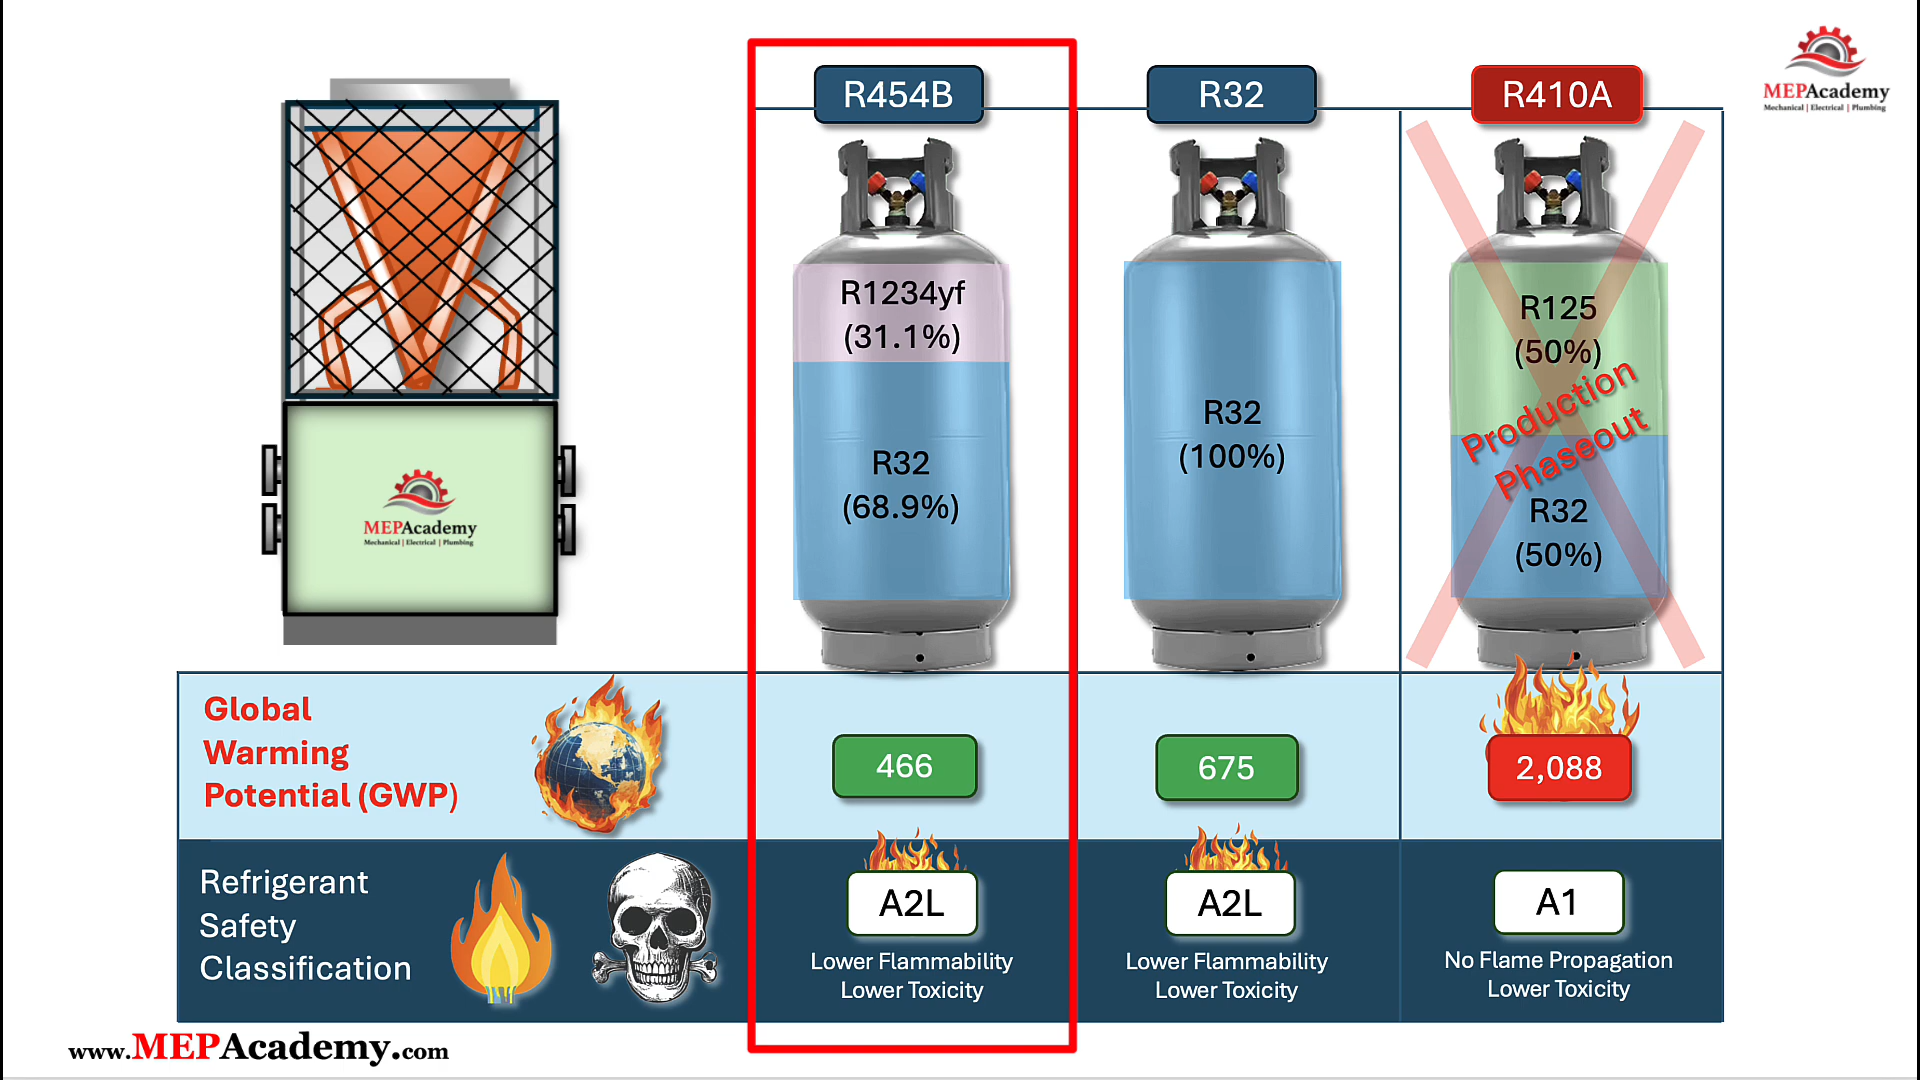 R454B
R32
R410A
MEPAcademy
Mechanical | Electrical | Plumbing
R1234yf
(31.1%)
R32
(68.9%)
R32
(100%)
R125
(50%)
Production
Phaseout
R32
(50%)
MEPAcademy
Mechanical | Electrical | Plumbing
Global
Warming
Potential (GWP)
466
675
2,088
Refrigerant
Safety
Classification
A2L
Lower Flammability
Lower Toxicity
A2L
Lower Flammability
Lower Toxicity
A1
No Flame Propagation
Lower Toxicity
www.MEPAcademy.com